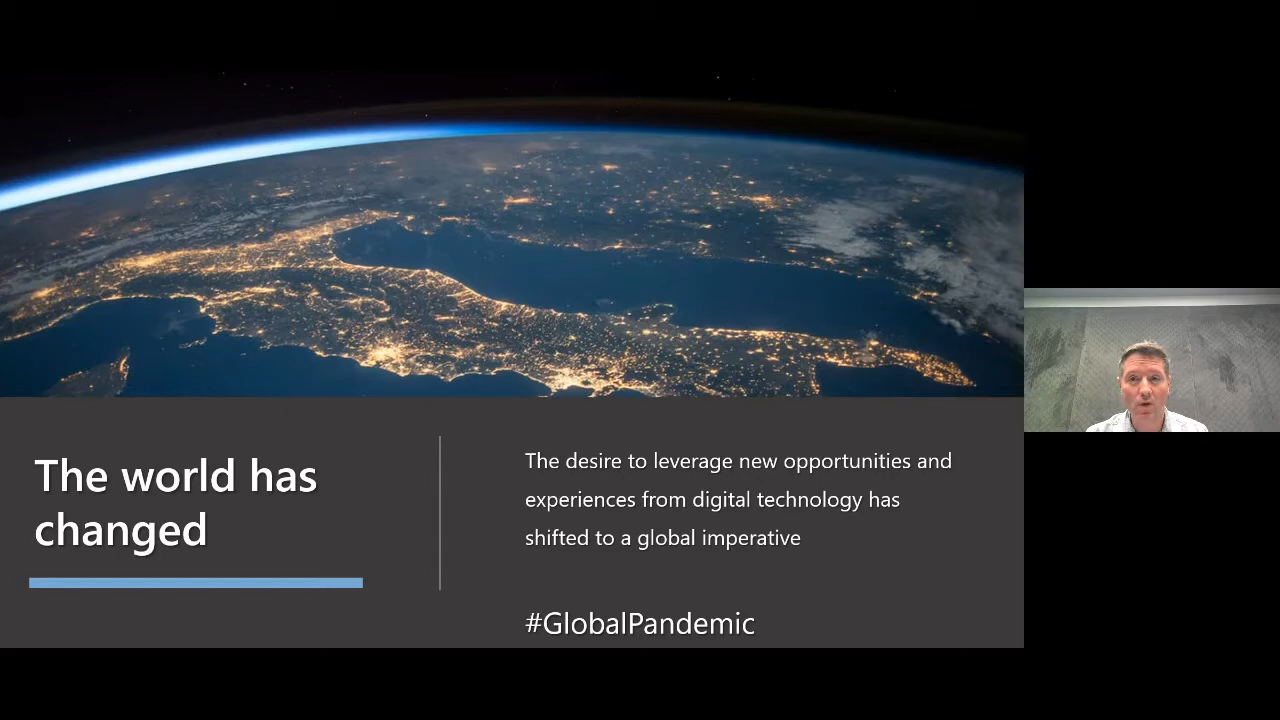 The world has
changed
The desire to leverage new opportunities and
experiences from digital technology has
shifted to a global imperative
#GlobalPandemic